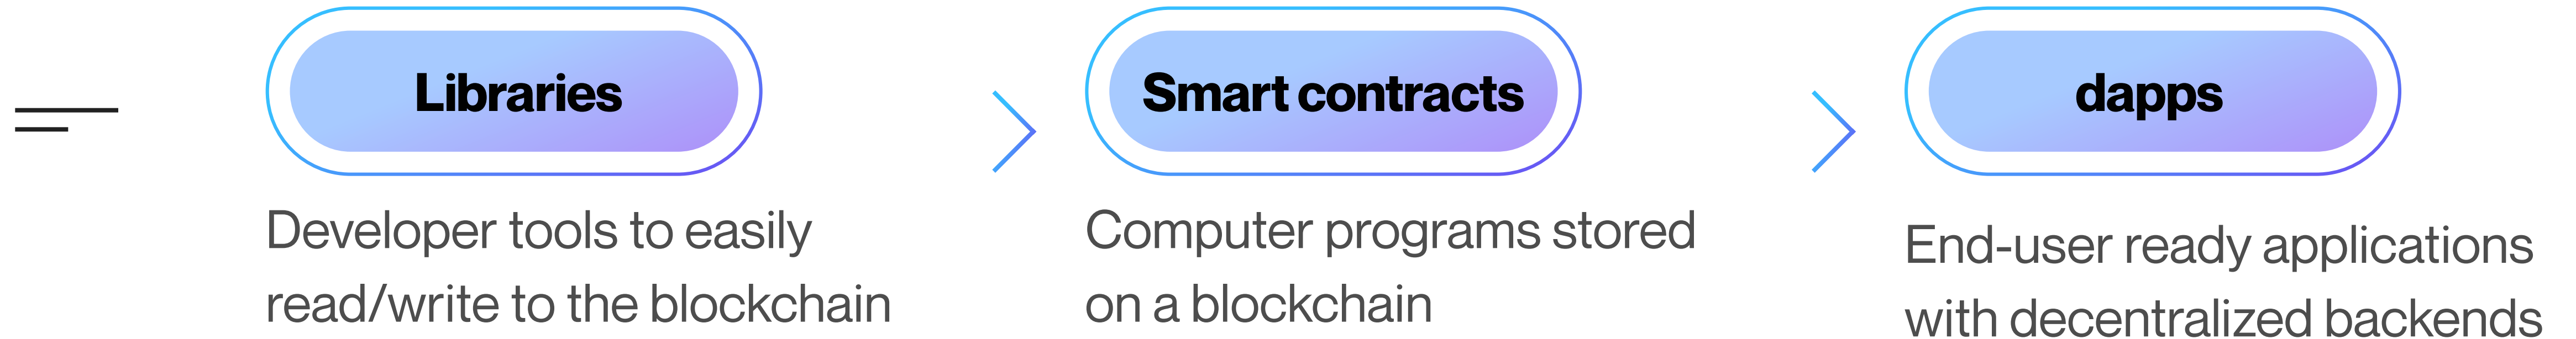 Libraries
Developer tools to easily
read/write to the blockchain
Smart contracts
Computer programs stored
on a blockchain
dapps
End-user ready applications
with decentralized backends